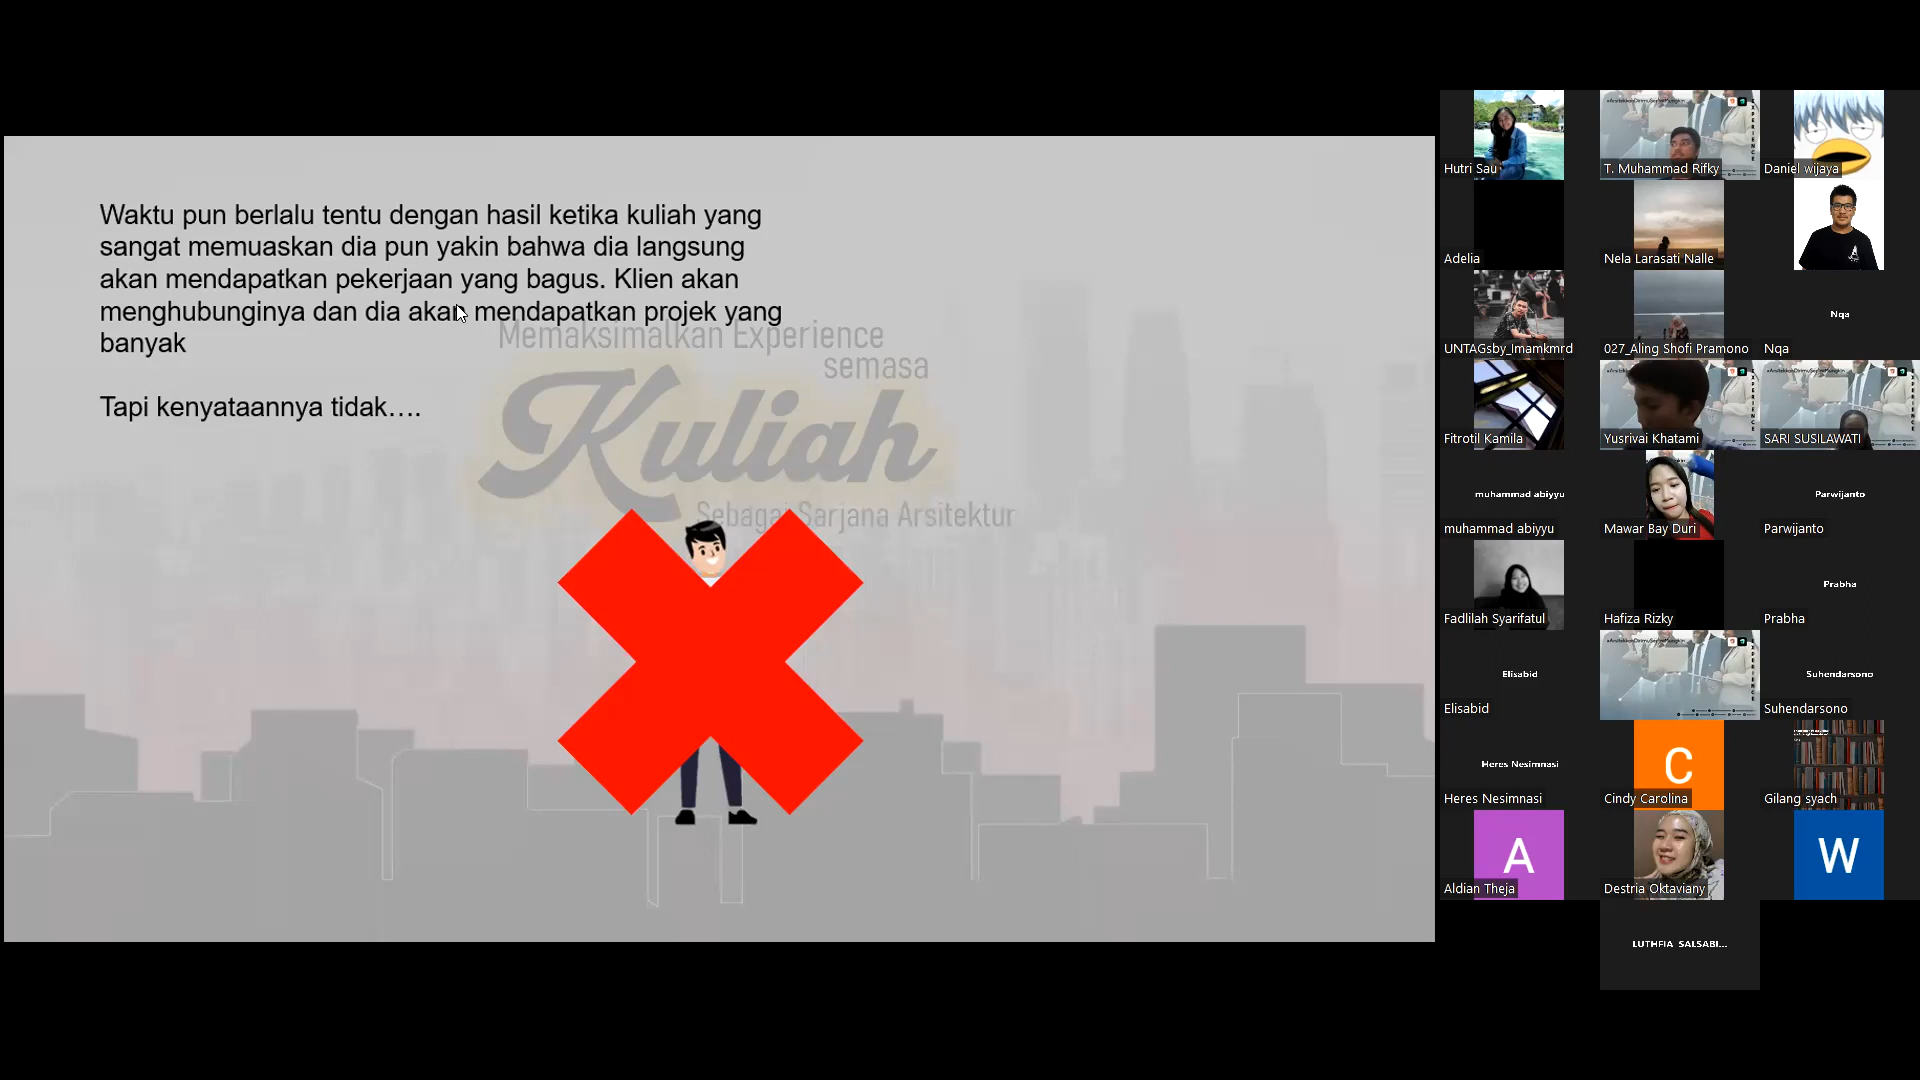 Waktu pun berlalu tentu dengan hasil ketika kuliah yang
sangat memuaskan dia pun yakin bahwa dia langsung
akan mendapatkan pekerjaan yang bagus. Klien akan
menghubunginya dan dia akan mendapatkan projek yang
banyak
Tapi kenyataannya tidak....
Memaksimalkan Experience
semasa
Kuliah
Sebagai Sarjana Arsitektur
Hutri Sau
T. Muhammad Rifky
EXPERIENCE
Daniel wijaya
Adelia
Nela Larasati Nalle
UNTAGsby_Imamkmrd
027_Aling Shofi Pramono
Nqa
Nqa
Fitrotil Kamila
Yusrivai Khatami
EXPERIENCE
SARI SUSILAWATI
EXPERIENCE
muhammad abiyyu
muhammad abiyyu
Mawar Bay Duri
Parwijanto
Parwijanto
Fadlilah Syarifatul
Hafiza Rizky
Prabha
Prabha
Elisabid
Elisabid
#ArsitekkanDirimuSeriusMungkin
EXPERIENCE
Suhendarsono
Suhendarsono
Heres Nesimnasi
Heres Nesimnasi
C
Cindy Carolina
Gilang syach
A
Aldian Theja
Destria Oktaviany
W
LUTHFIA SALSABI...